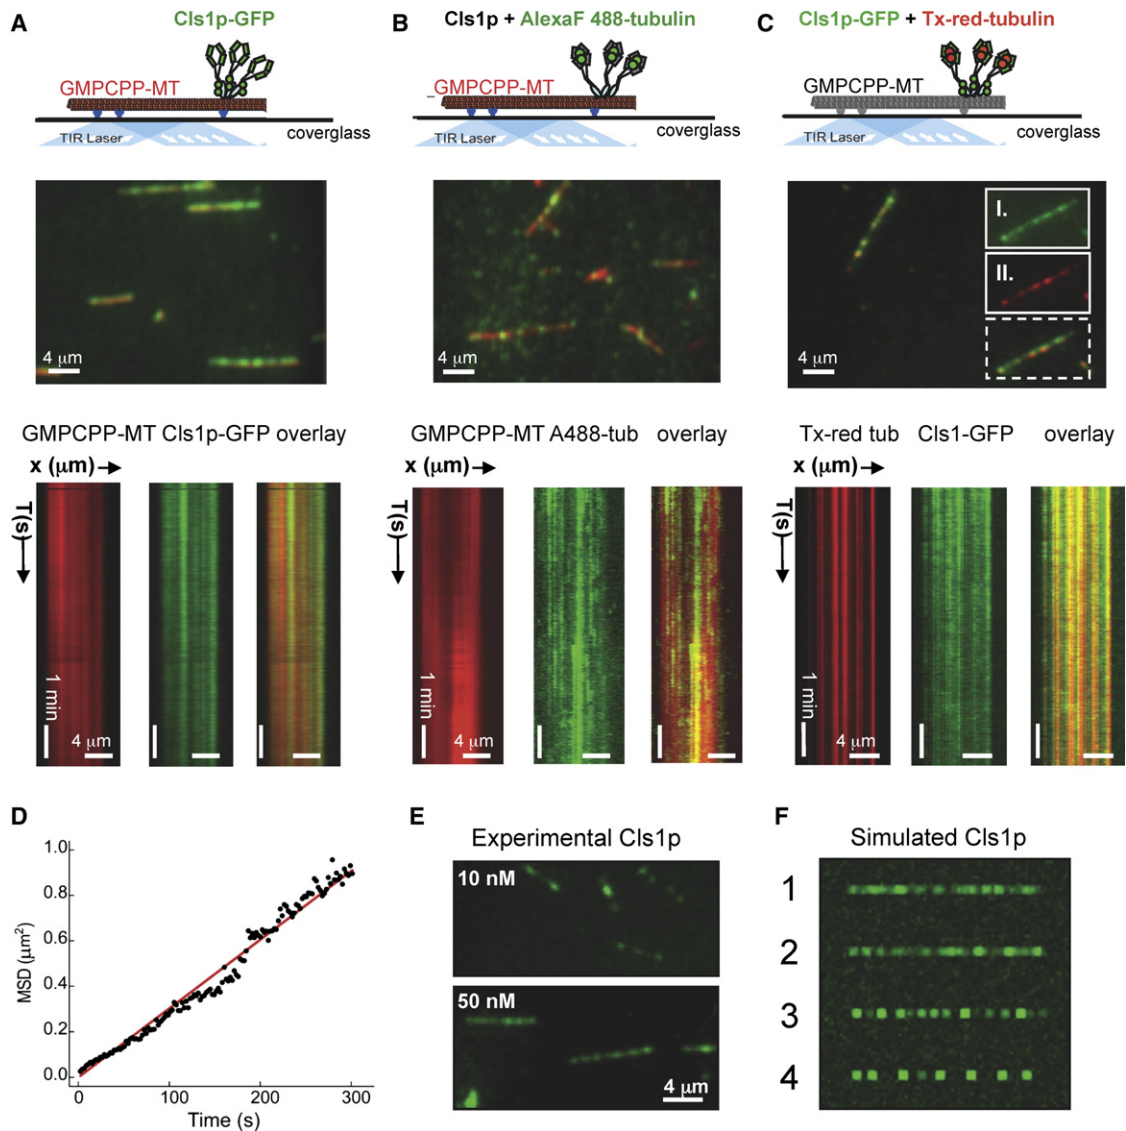 A
Cls1p-GFP
GMPCPP-MT
TIR Laser
coverglass
4 μm
GMPCPP-MT Cls1p-GFP overlay
x (μm)
T(s)
1 min
4 μm
B
Cls1p + AlexaF 488-tubulin
GMPCPP-MT
TIR Laser
coverglass
4 μm
GMPCPP-MT A488-tub overlay
x (μm)
T(s)
1 min
4 μm
C
Cls1p-GFP + Tx-red-tubulin
GMPCPP-MT
TIR Laser
coverglass
I.
II.
4 μm
Tx-red tub Cls1-GFP overlay
x (μm)
T(s)
1 min
4 μm
D
MSD (μm²)
1.0
0.8
0.6
0.4
0.2
0.0
0 100 200 300
Time (s)
E
Experimental Cls1p
10 nM
50 nM
4 μm
F
Simulated Cls1p
1
2
3
4